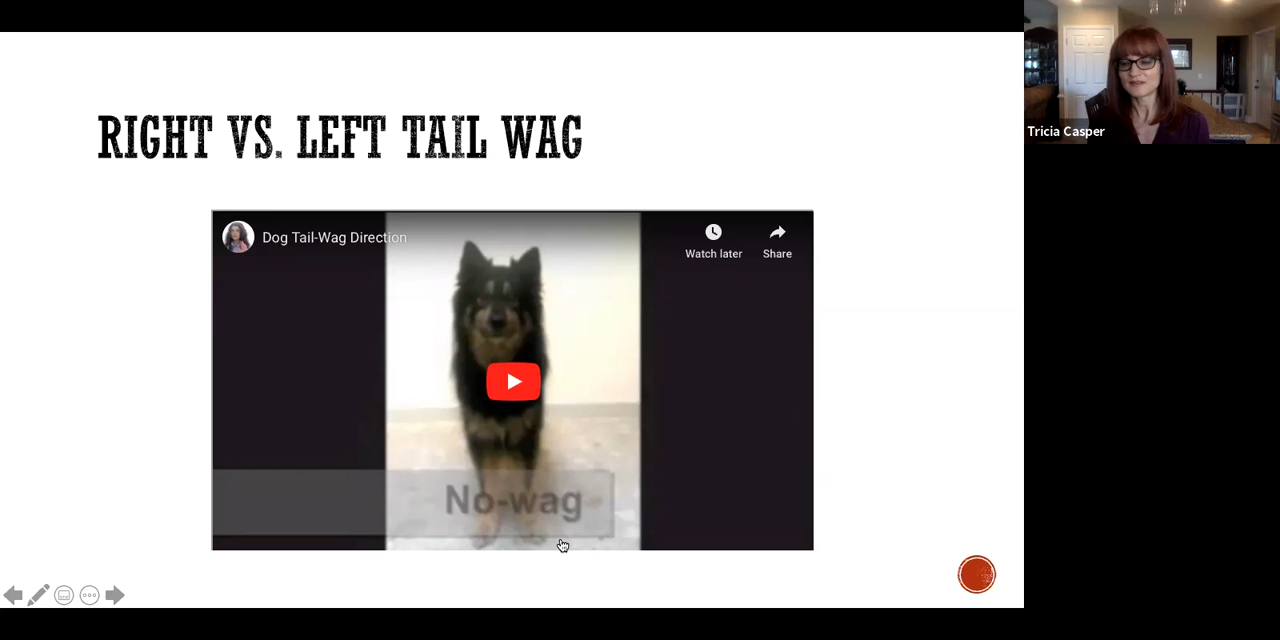 RIGHT VS. LEFT TAIL WAG
Dog Tail-Wag Direction
Watch later
Share
No-wag
Tricia Casper